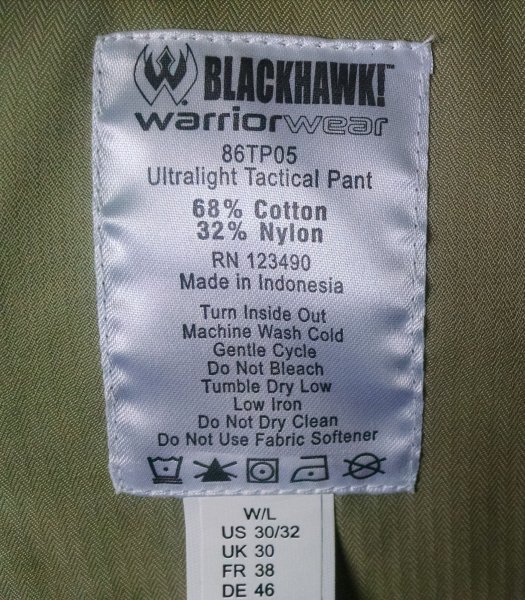 BLACKHAWK!™
warriorwear
86TP05
Ultralight Tactical Pant
68% Cotton
32% Nylon
RN 123490
Made in Indonesia
Turn Inside Out
Machine Wash Cold
Gentle Cycle
Do Not Bleach
Tumble Dry Low
Low Iron
Do Not Dry Clean
Do Not Use Fabric Softener
W/L
US 30/32
UK 30
FR 38
DE 46